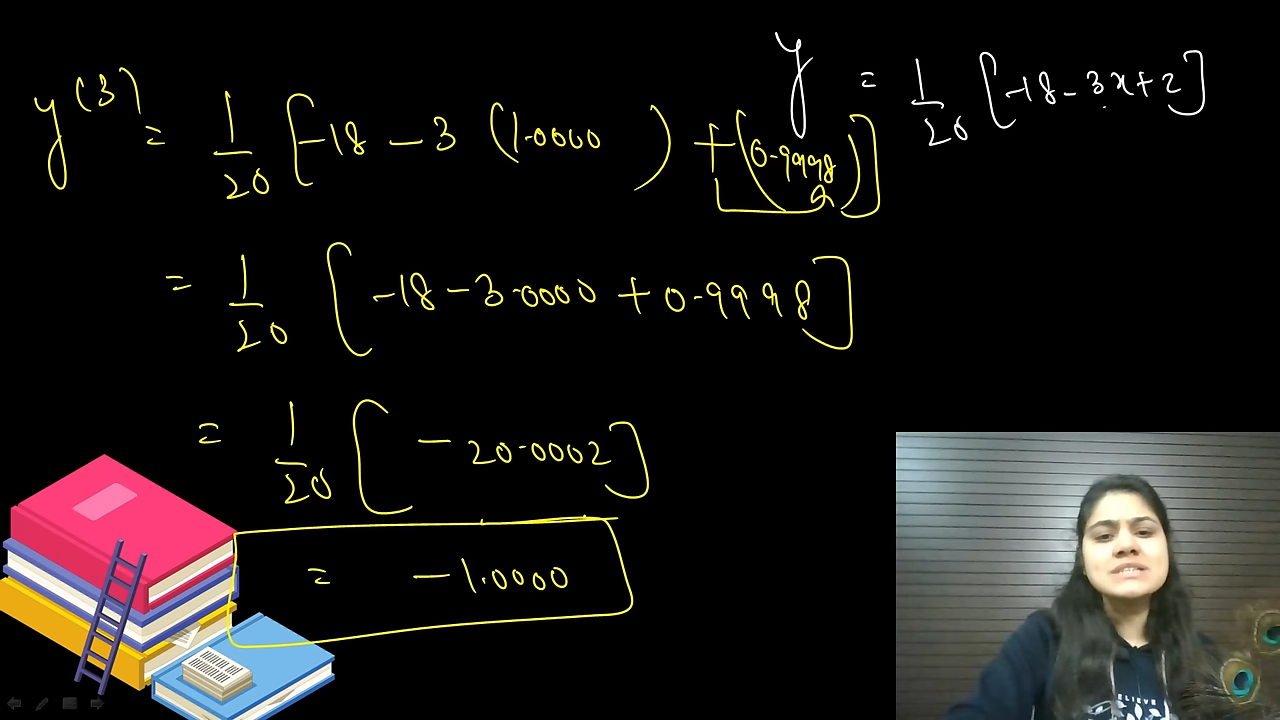 y = 1/20 [-18 - 3x + z]
y^(3) = 1/20 [-18 - 3 (1.0000) + (0.9998)]
= 1/20 [-18 - 3.0000 + 0.9998]
= 1/20 [-20.0002]
= -1.0000
ELIEVE